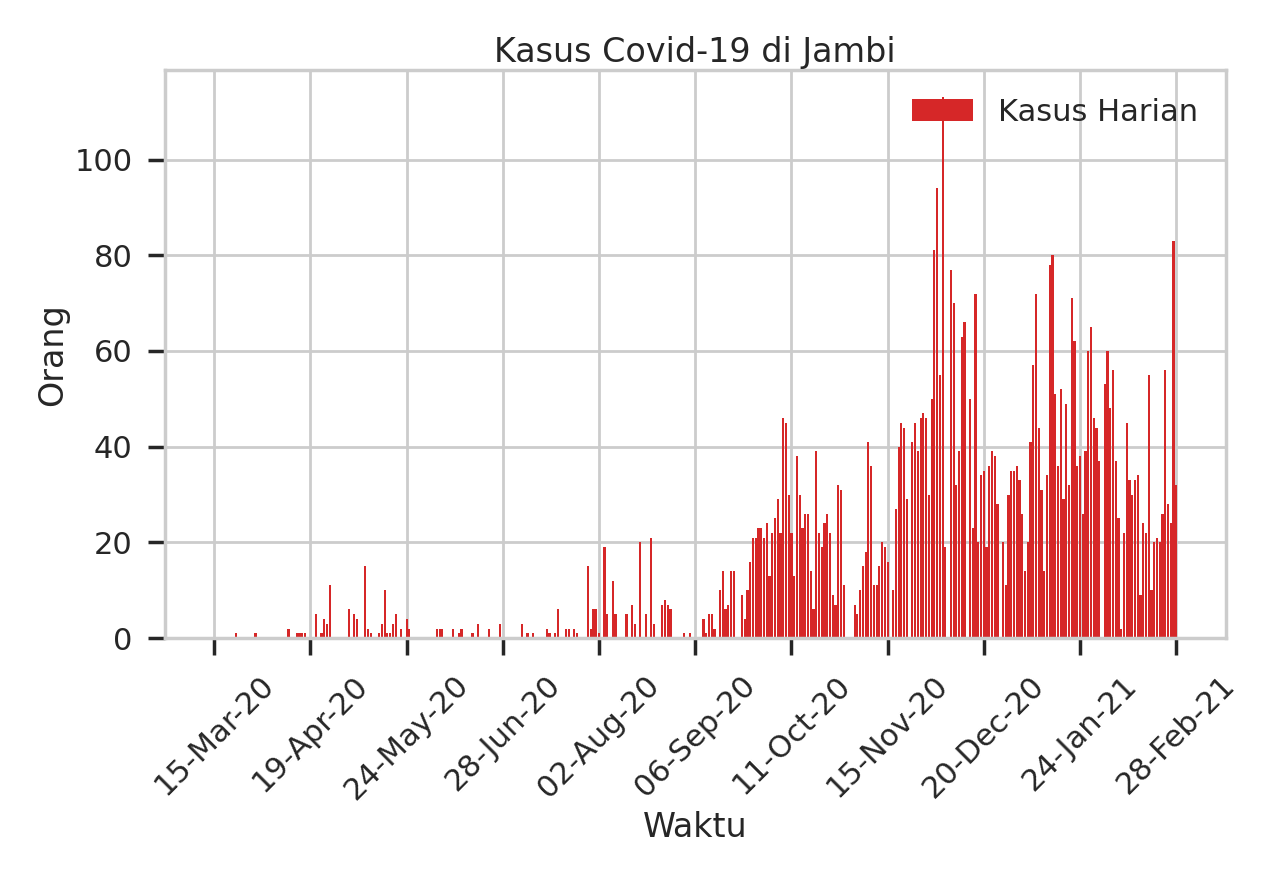 Kasus Covid-19 di Jambi
Kasus Harian
Orang
100
80
60
40
20
0
15-Mar-20
19-Apr-20
24-May-20
28-Jun-20
02-Aug-20
06-Sep-20
11-Oct-20
15-Nov-20
20-Dec-20
24-Jan-21
28-Feb-21
Waktu